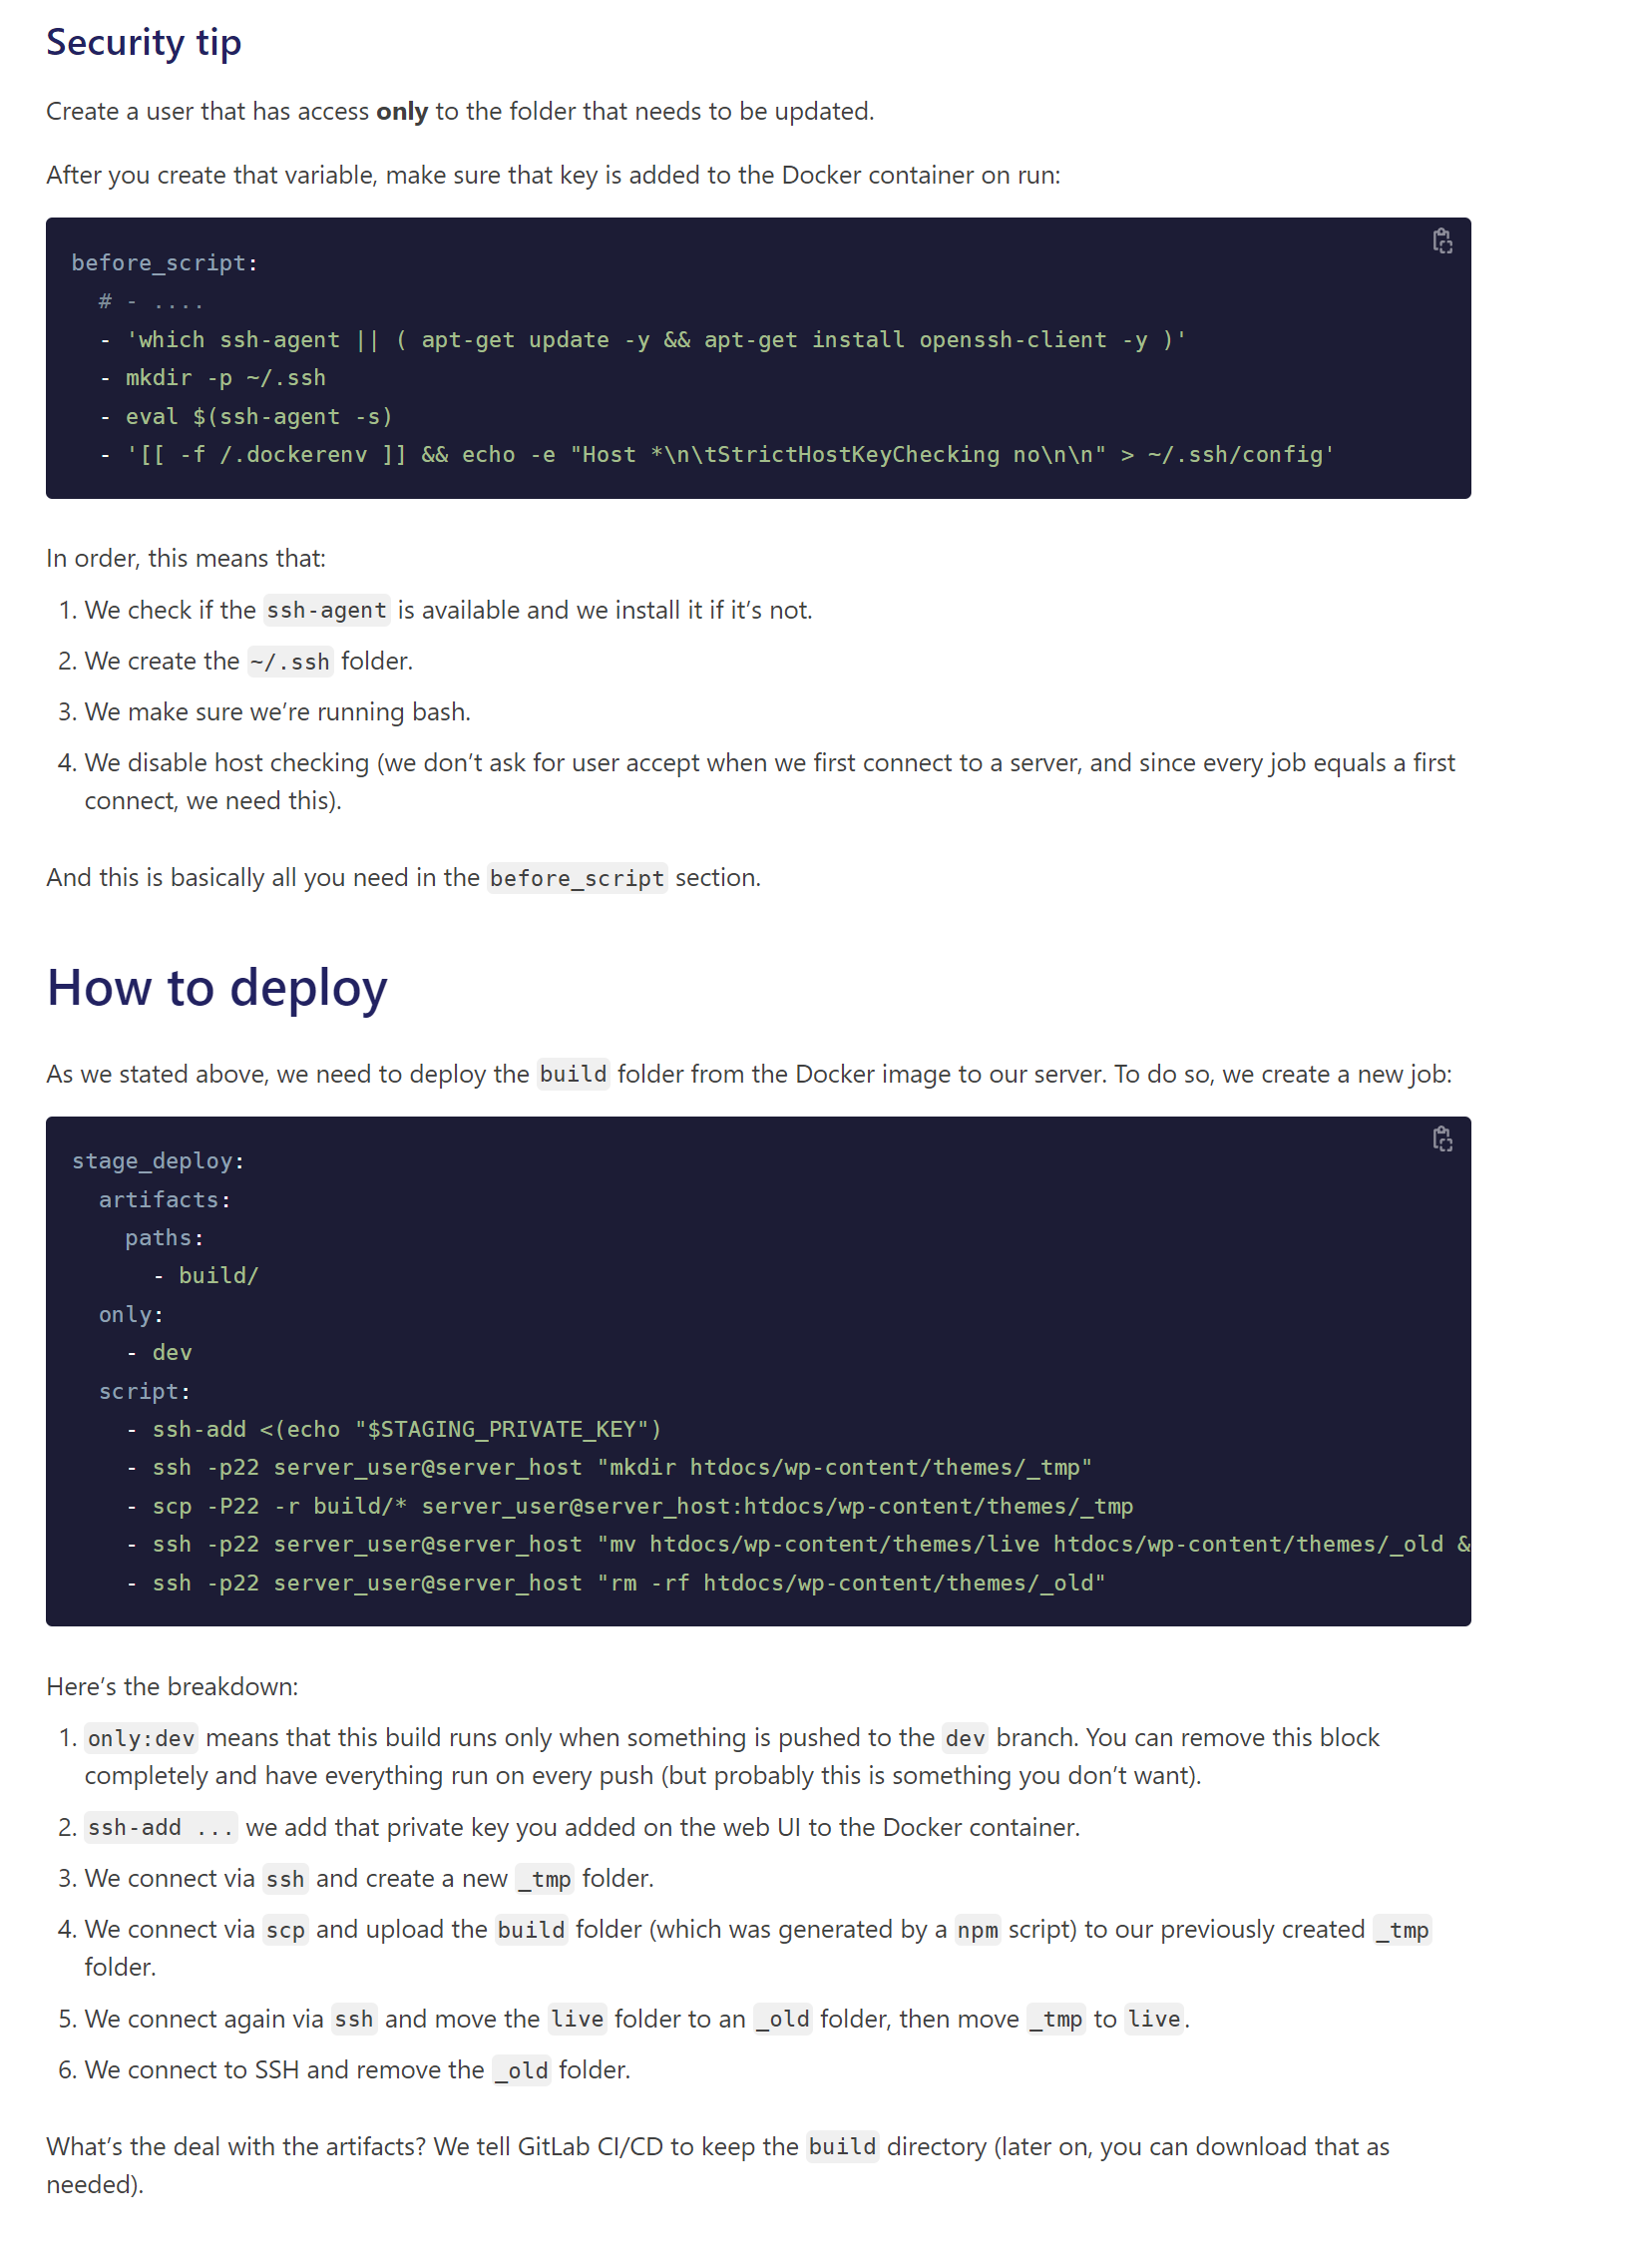 Security tip
Create a user that has access only to the folder that needs to be updated.
After you create that variable, make sure that key is added to the Docker container on run:
before_script:
# - ....
- 'which ssh-agent || ( apt-get update -y && apt-get install openssh-client -y )'
- mkdir -p ~/.ssh
- eval $(ssh-agent -s)
- '[[ -f /.dockerenv ]] && echo -e "Host *\n\tStrictHostKeyChecking no\n\n" > ~/.ssh/config'
In order, this means that:
1. We check if the ssh-agent is available and we install it if it’s not.
2. We create the ~/.ssh folder.
3. We make sure we’re running bash.
4. We disable host checking (we don’t ask for user accept when we first connect to a server, and since every job equals a first
connect, we need this).
And this is basically all you need in the before_script section.
How to deploy
As we stated above, we need to deploy the build folder from the Docker image to our server. To do so, we create a new job:
stage_deploy:
artifacts:
paths:
- build/
only:
- dev
script:
- ssh-add <(echo "$STAGING_PRIVATE_KEY")
- ssh -p22 server_user@server_host "mkdir htdocs/wp-content/themes/_tmp"
- scp -P22 -r build/* server_user@server_host:htdocs/wp-content/themes/_tmp
- ssh -p22 server_user@server_host "mv htdocs/wp-content/themes/live htdocs/wp-content/themes/_old &
- ssh -p22 server_user@server_host "rm -rf htdocs/wp-content/themes/_old"
Here’s the breakdown:
1. only:dev means that this build runs only when something is pushed to the dev branch. You can remove this block
completely and have everything run on every push (but probably this is something you don’t want).
2. ssh-add ... we add that private key you added on the web UI to the Docker container.
3. We connect via ssh and create a new _tmp folder.
4. We connect via scp and upload the build folder (which was generated by a npm script) to our previously created _tmp
folder.
5. We connect again via ssh and move the live folder to an _old folder, then move _tmp to live.
6. We connect to SSH and remove the _old folder.
What’s the deal with the artifacts? We tell GitLab CI/CD to keep the build directory (later on, you can download that as
needed).